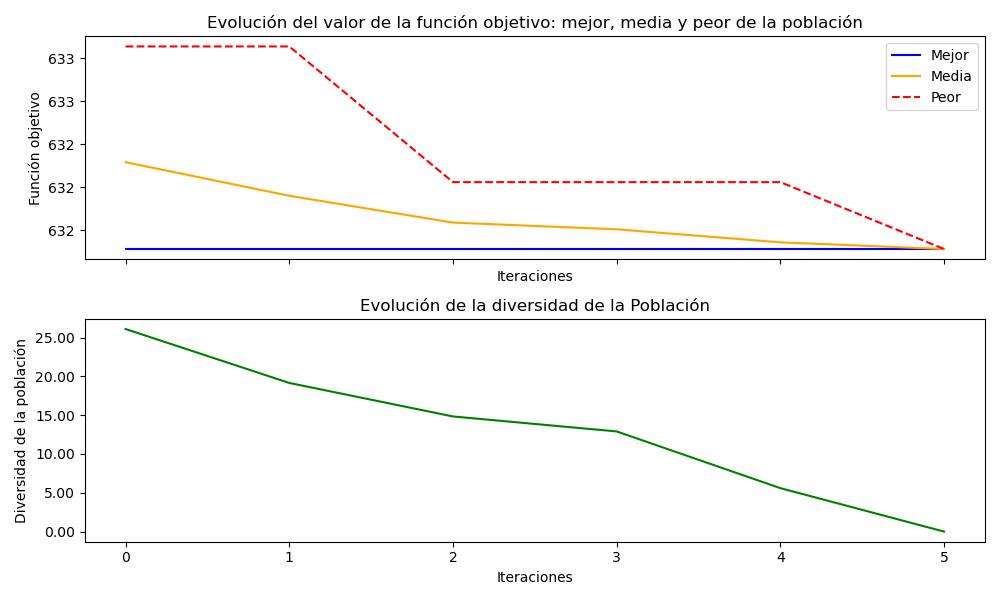 Evolución del valor de la función objetivo: mejor, media y peor de la población
Función objetivo
633
633
632
632
632
Mejor
Media
Peor
Iteraciones
Evolución de la diversidad de la Población
Diversidad de la población
25.00
20.00
15.00
10.00
5.00
0.00
0 1 2 3 4 5
Iteraciones